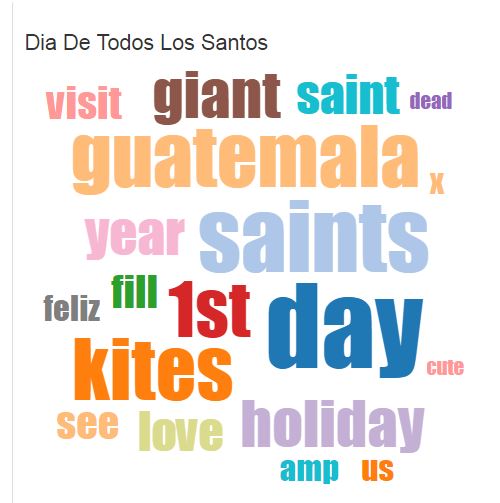 Dia De Todos Los Santos
visit giant saint dead
guatemala x
year saints
feliz fill 1st day
kites cute
see love holiday
amp us